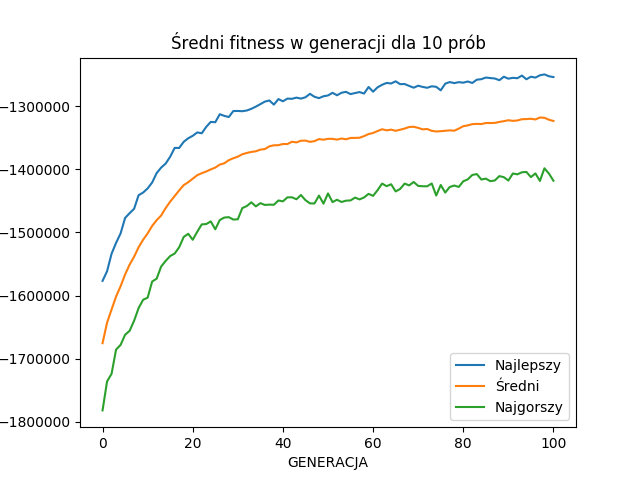 Średni fitness w generacji dla 10 prób
−1300000
−1400000
−1500000
−1600000
−1700000
−1800000
Najlepszy
Średni
Najgorszy
0 20 40 60 80 100
GENERACJA